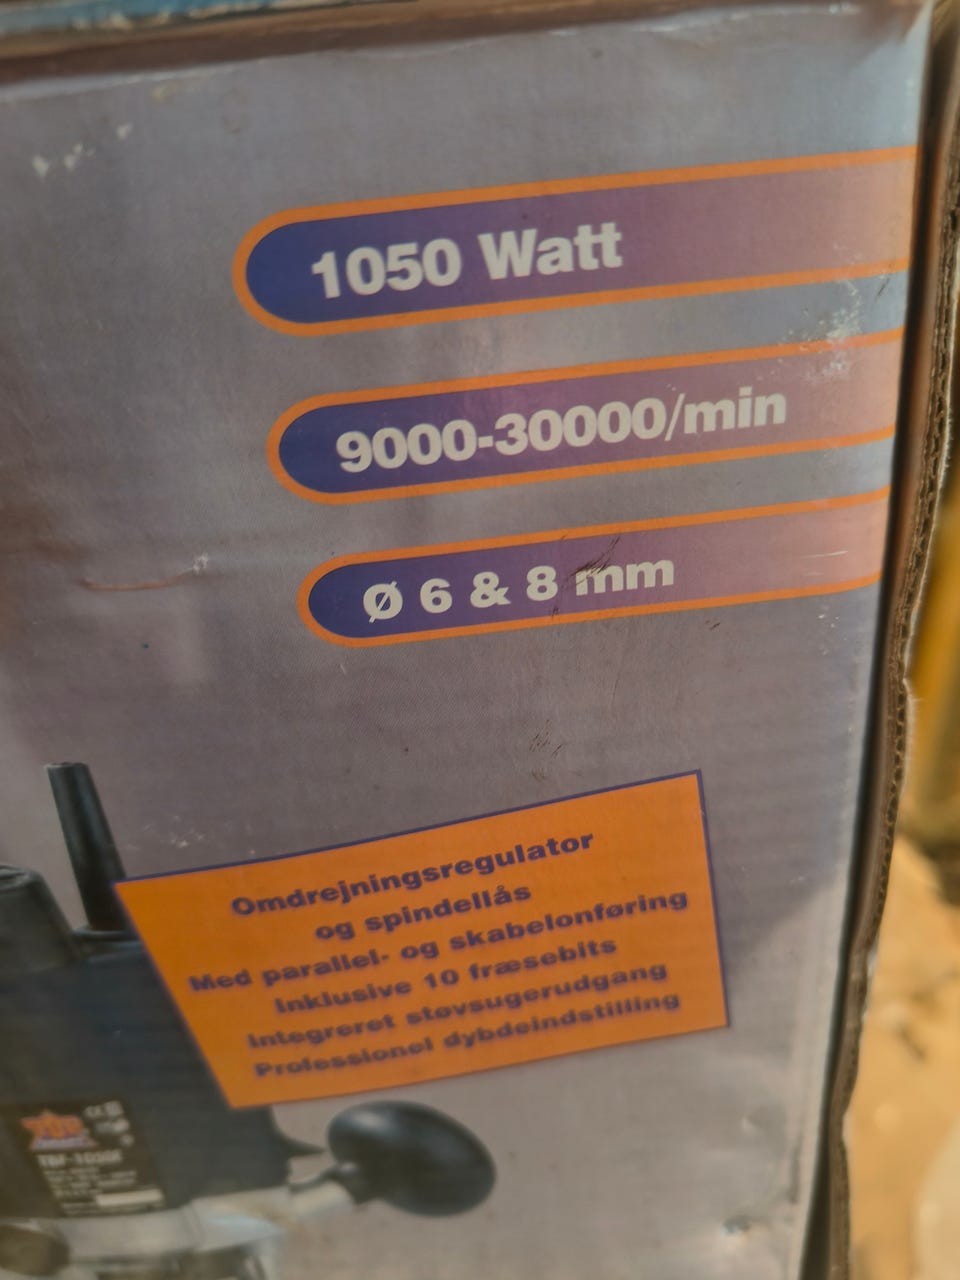 1050 Watt
9000-30000/min
Ø 6 & 8 mm
Omdrejningsregulator
og spindellås
Med parallel- og skabelonføring
Inklusive 10 fræsebits
Integreret støvsugerudgang
Professionel dybdeindstilling